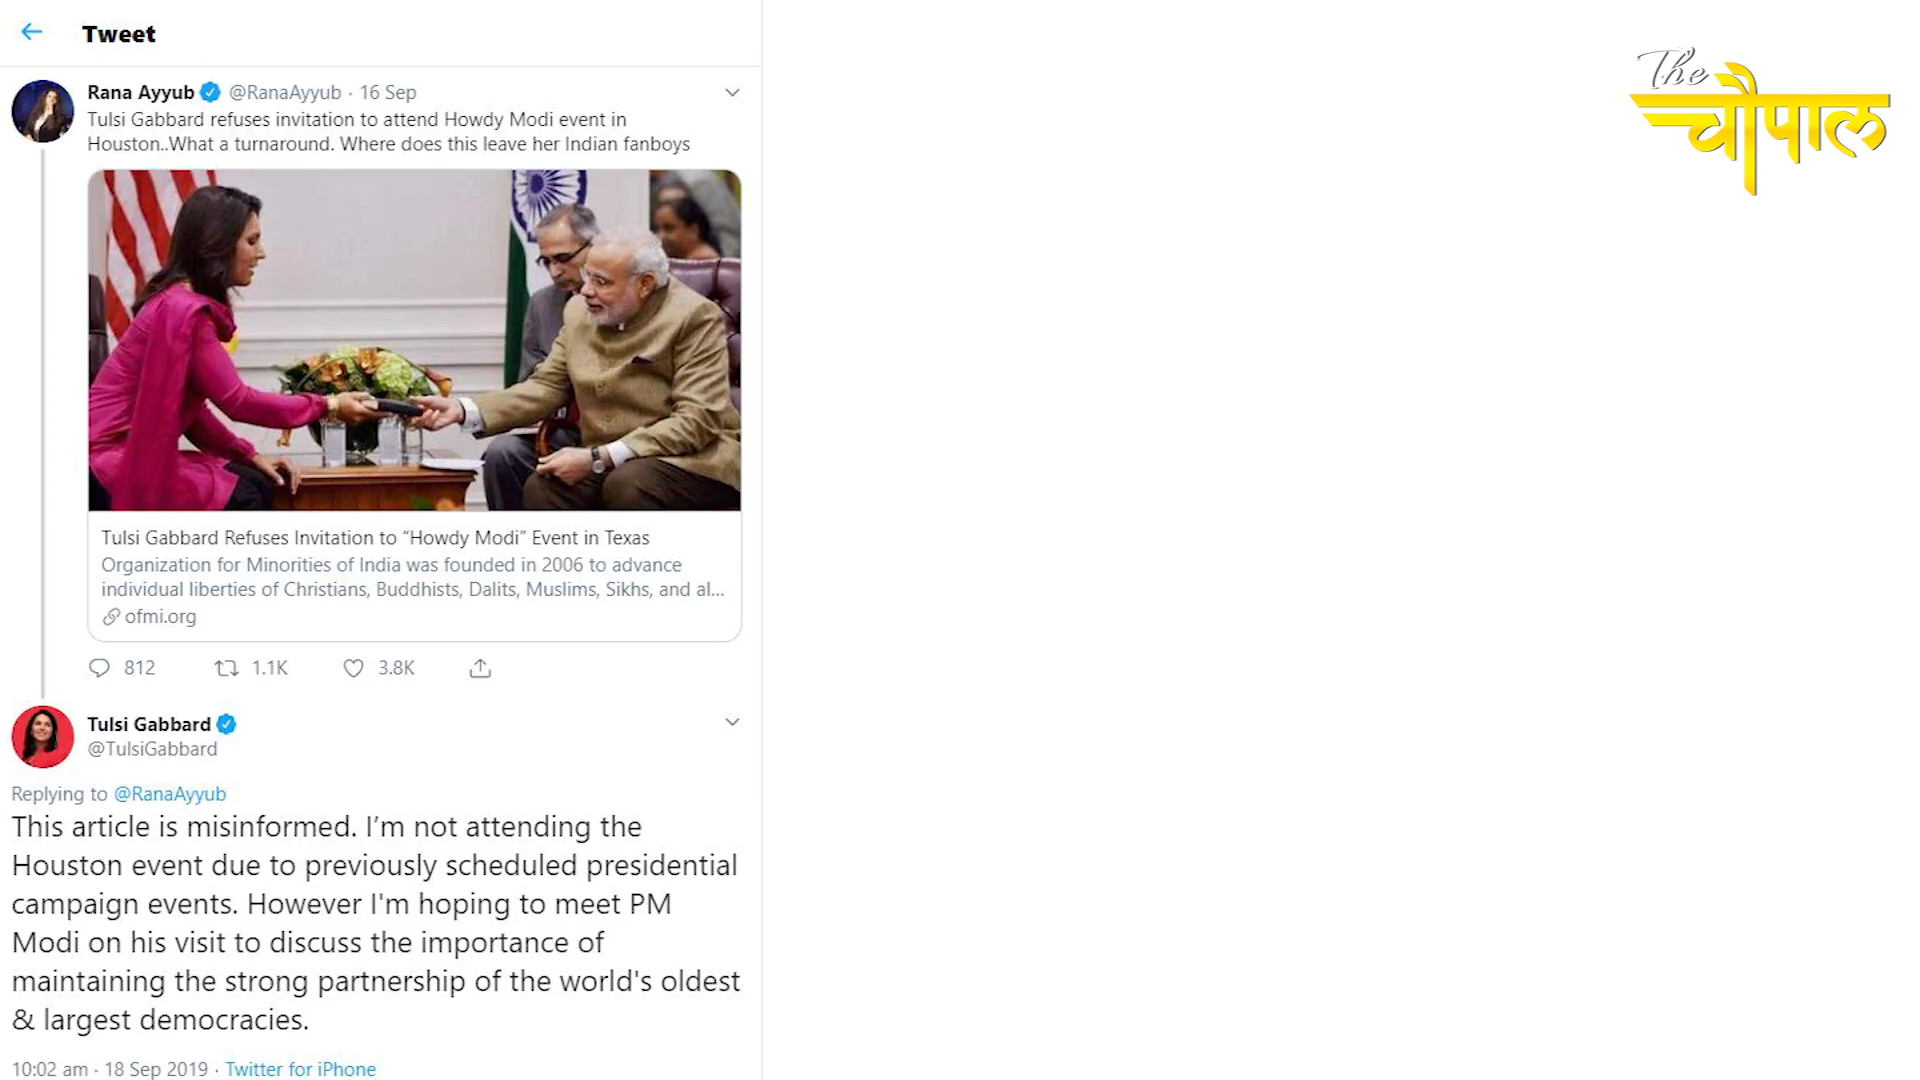 Tweet
Rana Ayyub @RanaAyyub · 16 Sep
Tulsi Gabbard refuses invitation to attend Howdy Modi event in
Houston..What a turnaround. Where does this leave her Indian fanboys
Tulsi Gabbard Refuses Invitation to “Howdy Modi” Event in Texas
Organization for Minorities of India was founded in 2006 to advance
individual liberties of Christians, Buddhists, Dalits, Muslims, Sikhs, and al...
ofmi.org
812 1.1K 3.8K
Tulsi Gabbard
@TulsiGabbard
Replying to @RanaAyyub
This article is misinformed. I’m not attending the
Houston event due to previously scheduled presidential
campaign events. However I'm hoping to meet PM
Modi on his visit to discuss the importance of
maintaining the strong partnership of the world's oldest
& largest democracies.
10:02 am · 18 Sep 2019 · Twitter for iPhone
The
चौपाल